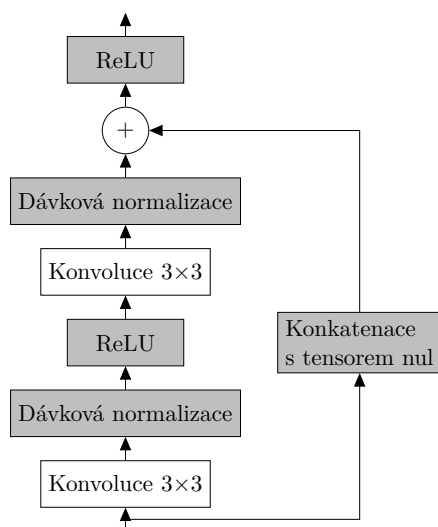 ReLU
+
Dávková normalizace
Konvoluce 3×3
ReLU
Konkatenace
s tensorem nul
Dávková normalizace
Konvoluce 3×3